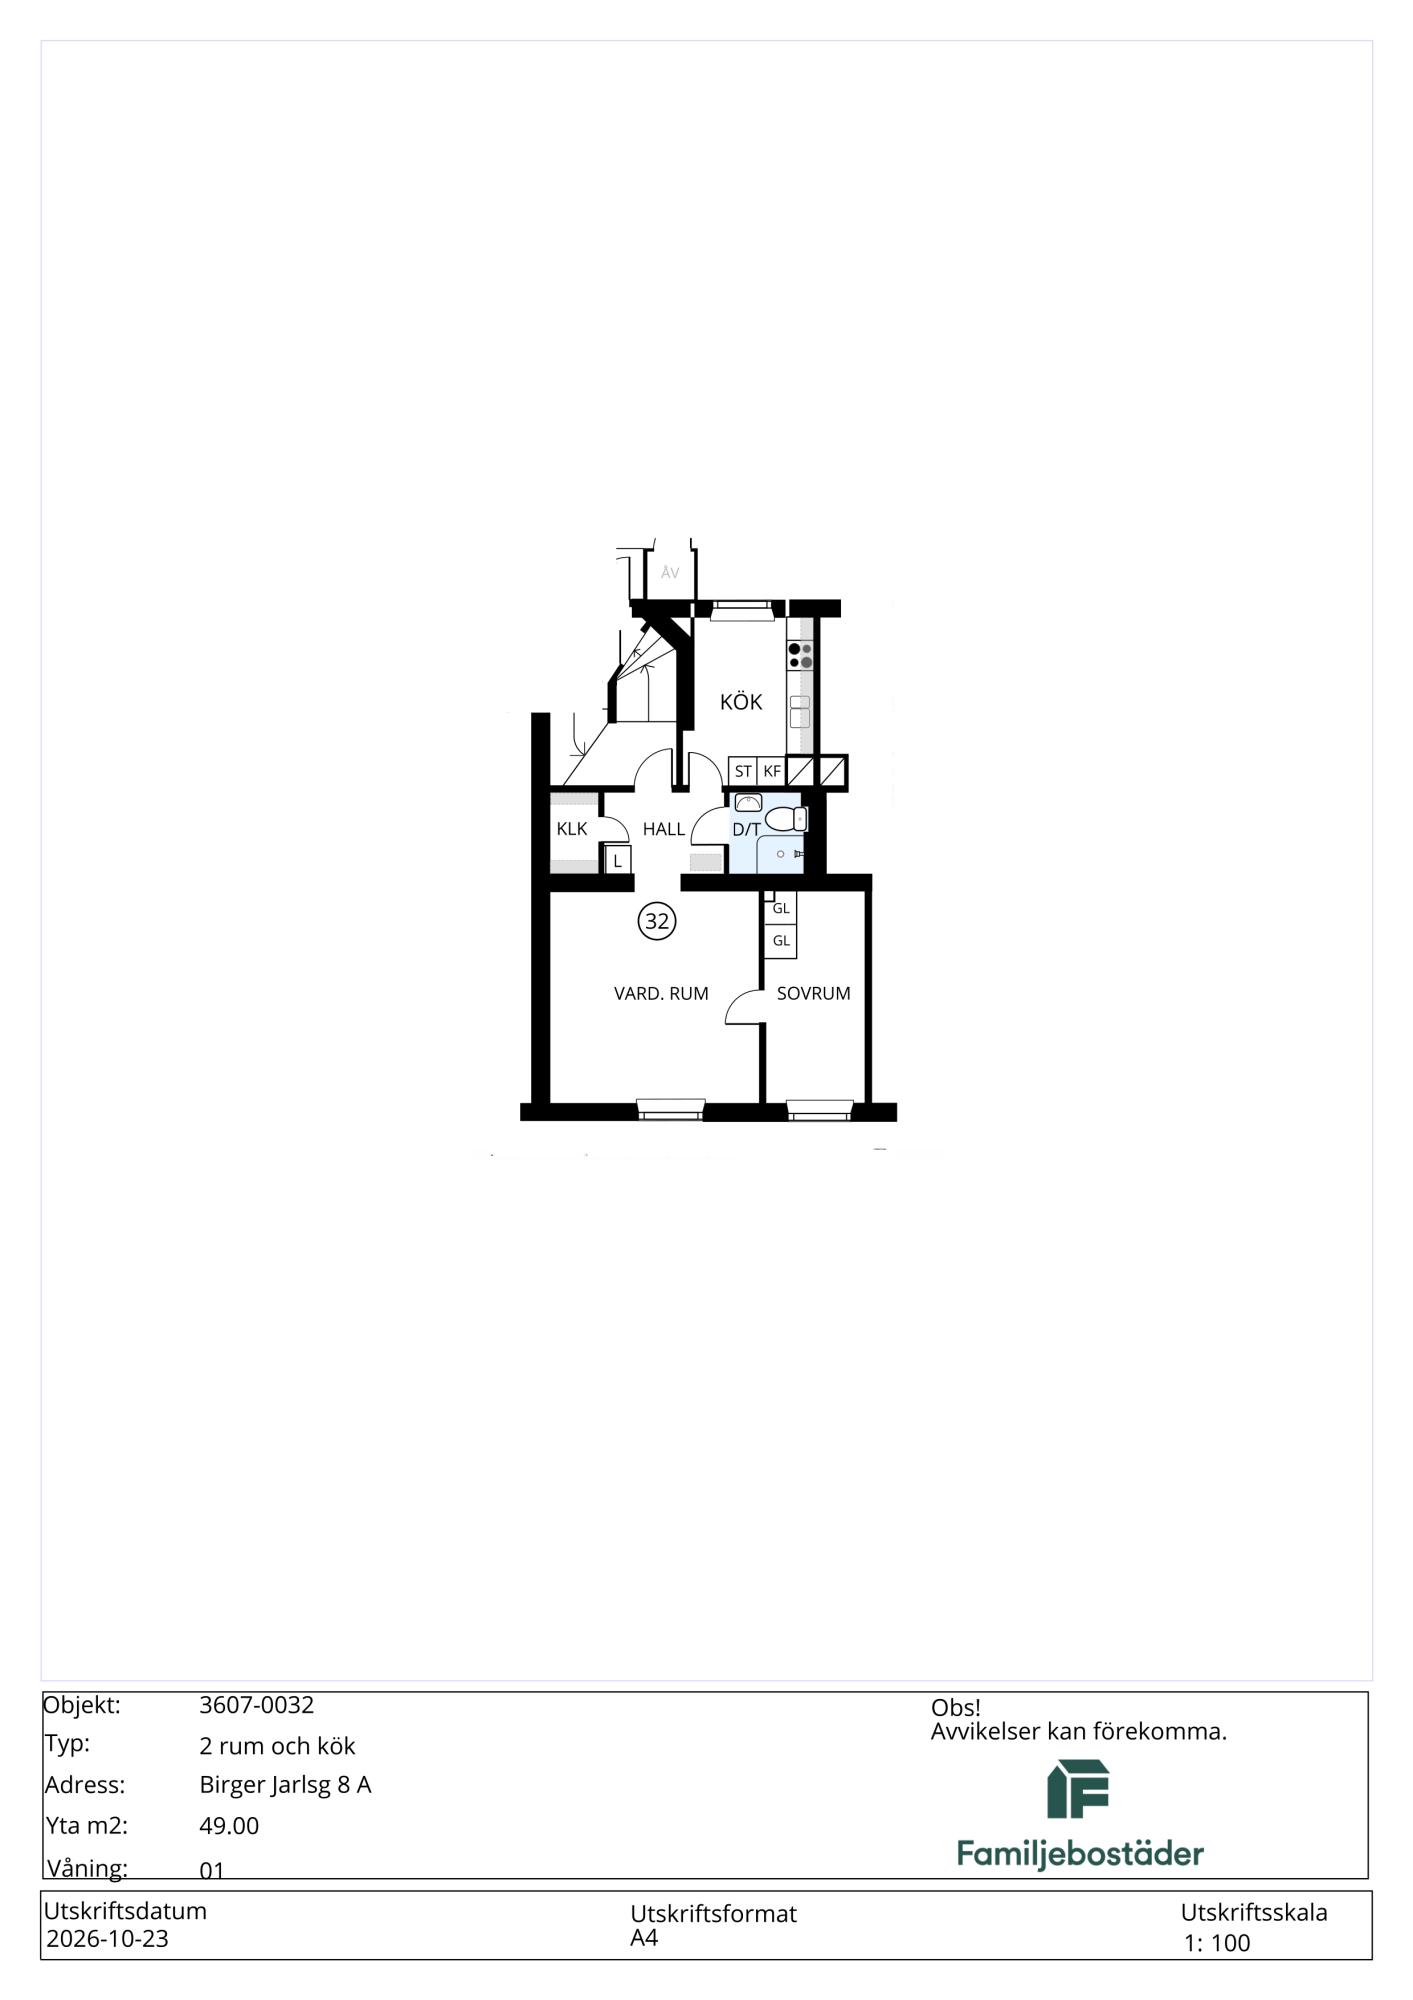 ÅV
KÖK
ST KF
KLK HALL D/T
L
32
GL
GL
VARD. RUM SOVRUM
Objekt: 3607-0032
Typ: 2 rum och kök
Adress: Birger Jarlsg 8 A
Yta m2: 49.00
Våning: 01
Obs!
Avvikelser kan förekomma.
Familjebostäder
Utskriftsdatum
2026-10-23
Utskriftsformat
A4
Utskriftsskala
1: 100